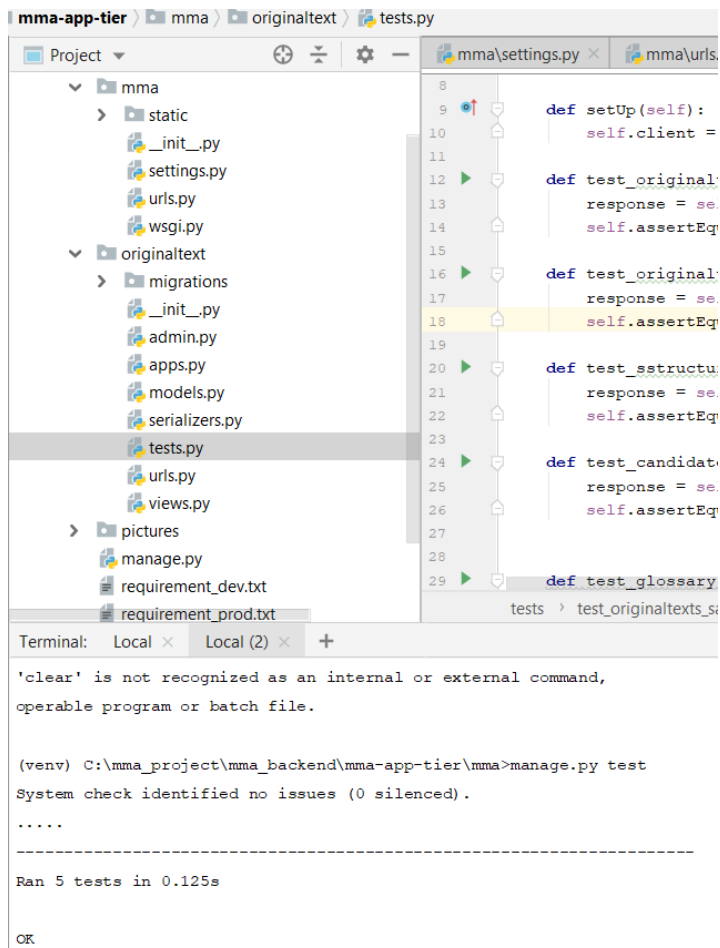 mma-app-tier mma originaltext tests.py
Project
mma
static
__init__.py
settings.py
urls.py
wsgi.py
originaltext
migrations
__init__.py
admin.py
apps.py
models.py
serializers.py
tests.py
urls.py
views.py
pictures
manage.py
requirement_dev.txt
requirement_prod.txt
mma\settings.py mma\urls.
8
9 def setUp(self):
10 self.client =
11
12 def test_original
13 response = se
14 self.assertEq
15
16 def test_original
17 response = se
18 self.assertEq
19
20 def test_sstructu
21 response = se
22 self.assertEq
23
24 def test_candidat
25 response = se
26 self.assertEq
27
28
29 def test_glossary
tests test_originaltexts_sa
Terminal: Local Local (2) +
'clear' is not recognized as an internal or external command,
operable program or batch file.
(venv) C:\mma_project\mma_backend\mma-app-tier\mma>manage.py test
System check identified no issues (0 silenced).
.....
----------------------------------------------------------------------
Ran 5 tests in 0.125s
OK